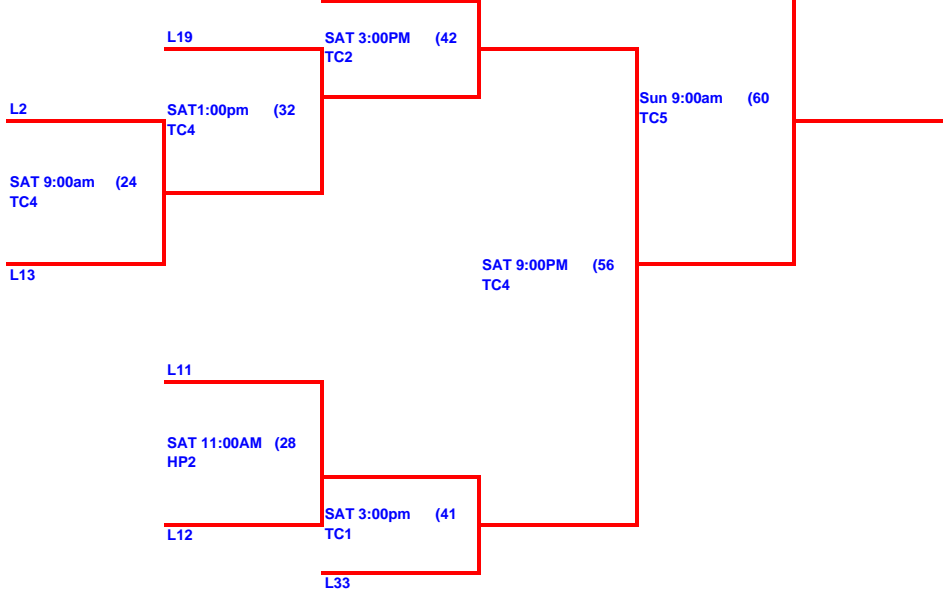 L19
SAT 3:00PM (42
TC2
L2
SAT1:00pm (32
TC4
Sun 9:00am (60
TC5
SAT 9:00am (24
TC4
L13
SAT 9:00PM (56
TC4
L11
SAT 11:00AM (28
HP2
L12
SAT 3:00pm (41
TC1
L33